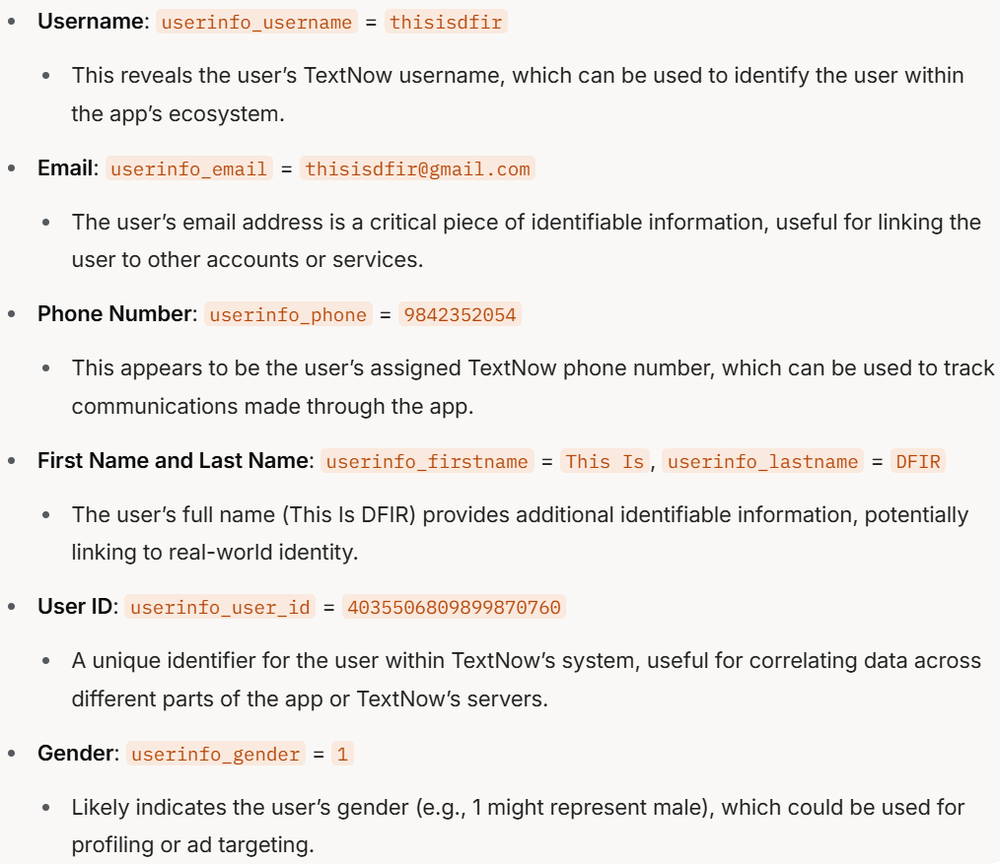 • Username: userinfo_username = thisisdfir
• This reveals the user’s TextNow username, which can be used to identify the user within
the app’s ecosystem.
• Email: userinfo_email = thisisdfir@gmail.com
• The user’s email address is a critical piece of identifiable information, useful for linking the
user to other accounts or services.
• Phone Number: userinfo_phone = 9842352054
• This appears to be the user’s assigned TextNow phone number, which can be used to track
communications made through the app.
• First Name and Last Name: userinfo_firstname = This Is, userinfo_lastname = DFIR
• The user’s full name (This Is DFIR) provides additional identifiable information, potentially
linking to real-world identity.
• User ID: userinfo_user_id = 4035506809899870760
• A unique identifier for the user within TextNow’s system, useful for correlating data across
different parts of the app or TextNow’s servers.
• Gender: userinfo_gender = 1
• Likely indicates the user’s gender (e.g., 1 might represent male), which could be used for
profiling or ad targeting.